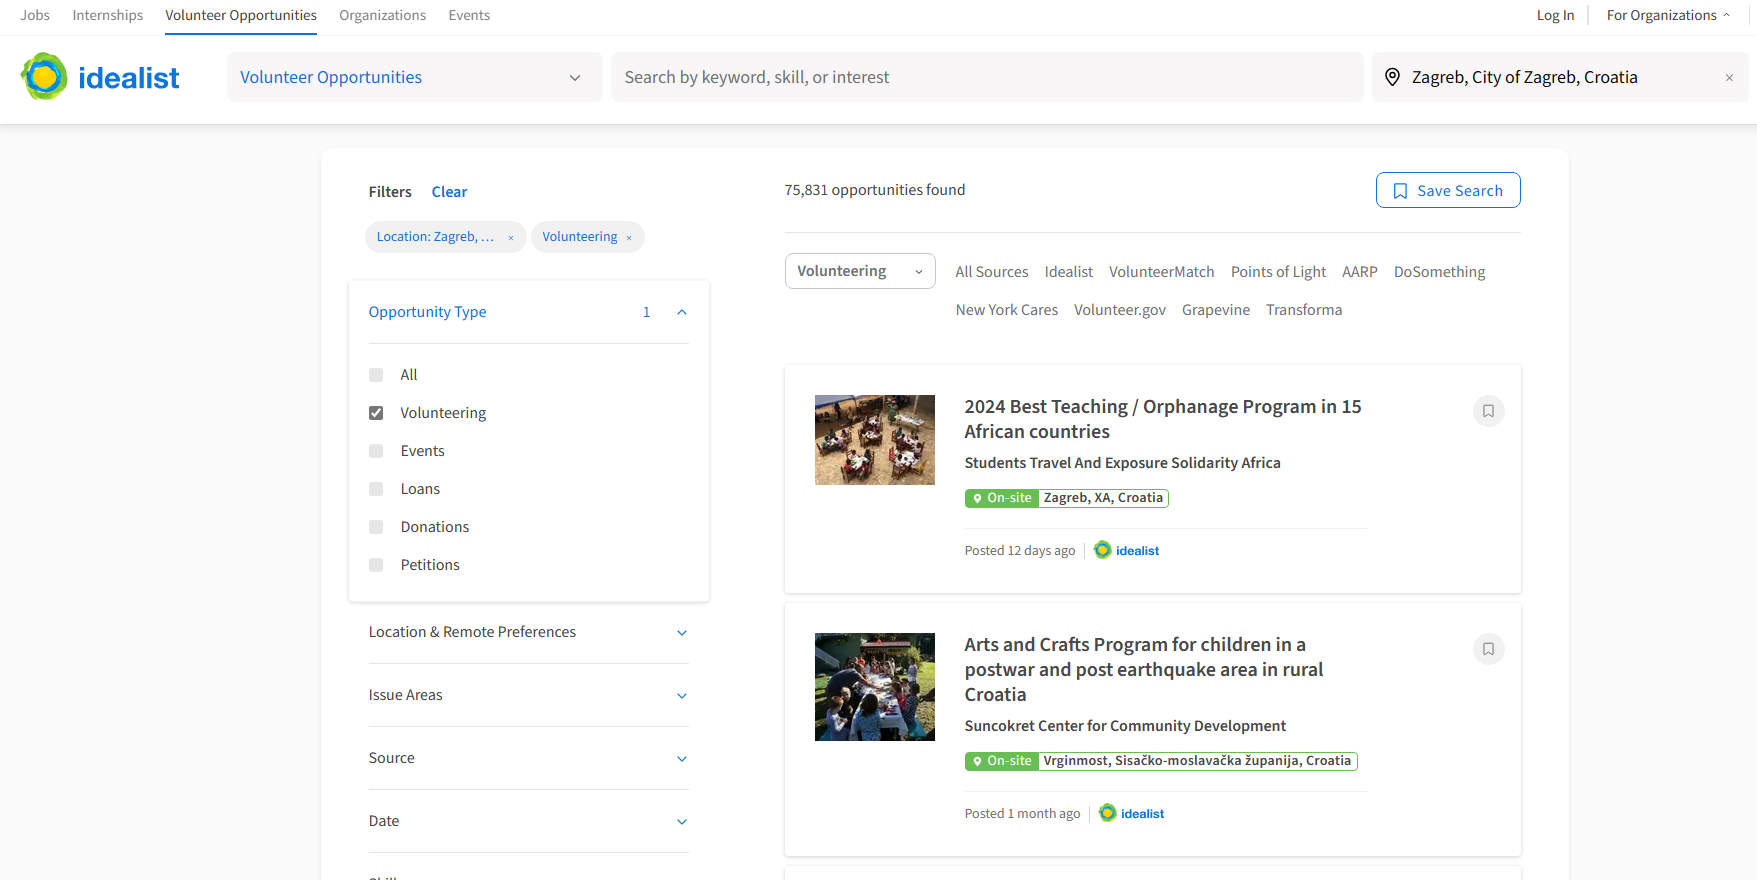 Jobs Internships Volunteer Opportunities Organizations Events Log In For Organizations
idealist Volunteer Opportunities Search by keyword, skill, or interest Zagreb, City of Zagreb, Croatia ×
Filters Clear
Location: Zagreb, ... × Volunteering ×
Opportunity Type 1
All
Volunteering
Events
Loans
Donations
Petitions
Location & Remote Preferences
Issue Areas
Source
Date
75,831 opportunities found
Save Search
Volunteering All Sources Idealist VolunteerMatch Points of Light AARP DoSomething
New York Cares Volunteer.gov Grapevine Transforma
2024 Best Teaching / Orphanage Program in 15
African countries
Students Travel And Exposure Solidarity Africa
On-site Zagreb, XA, Croatia
Posted 12 days ago idealist
Arts and Crafts Program for children in a
postwar and post earthquake area in rural
Croatia
Suncokret Center for Community Development
On-site Vrginmost, Sisačko-moslavačka županija, Croatia
Posted 1 month ago idealist